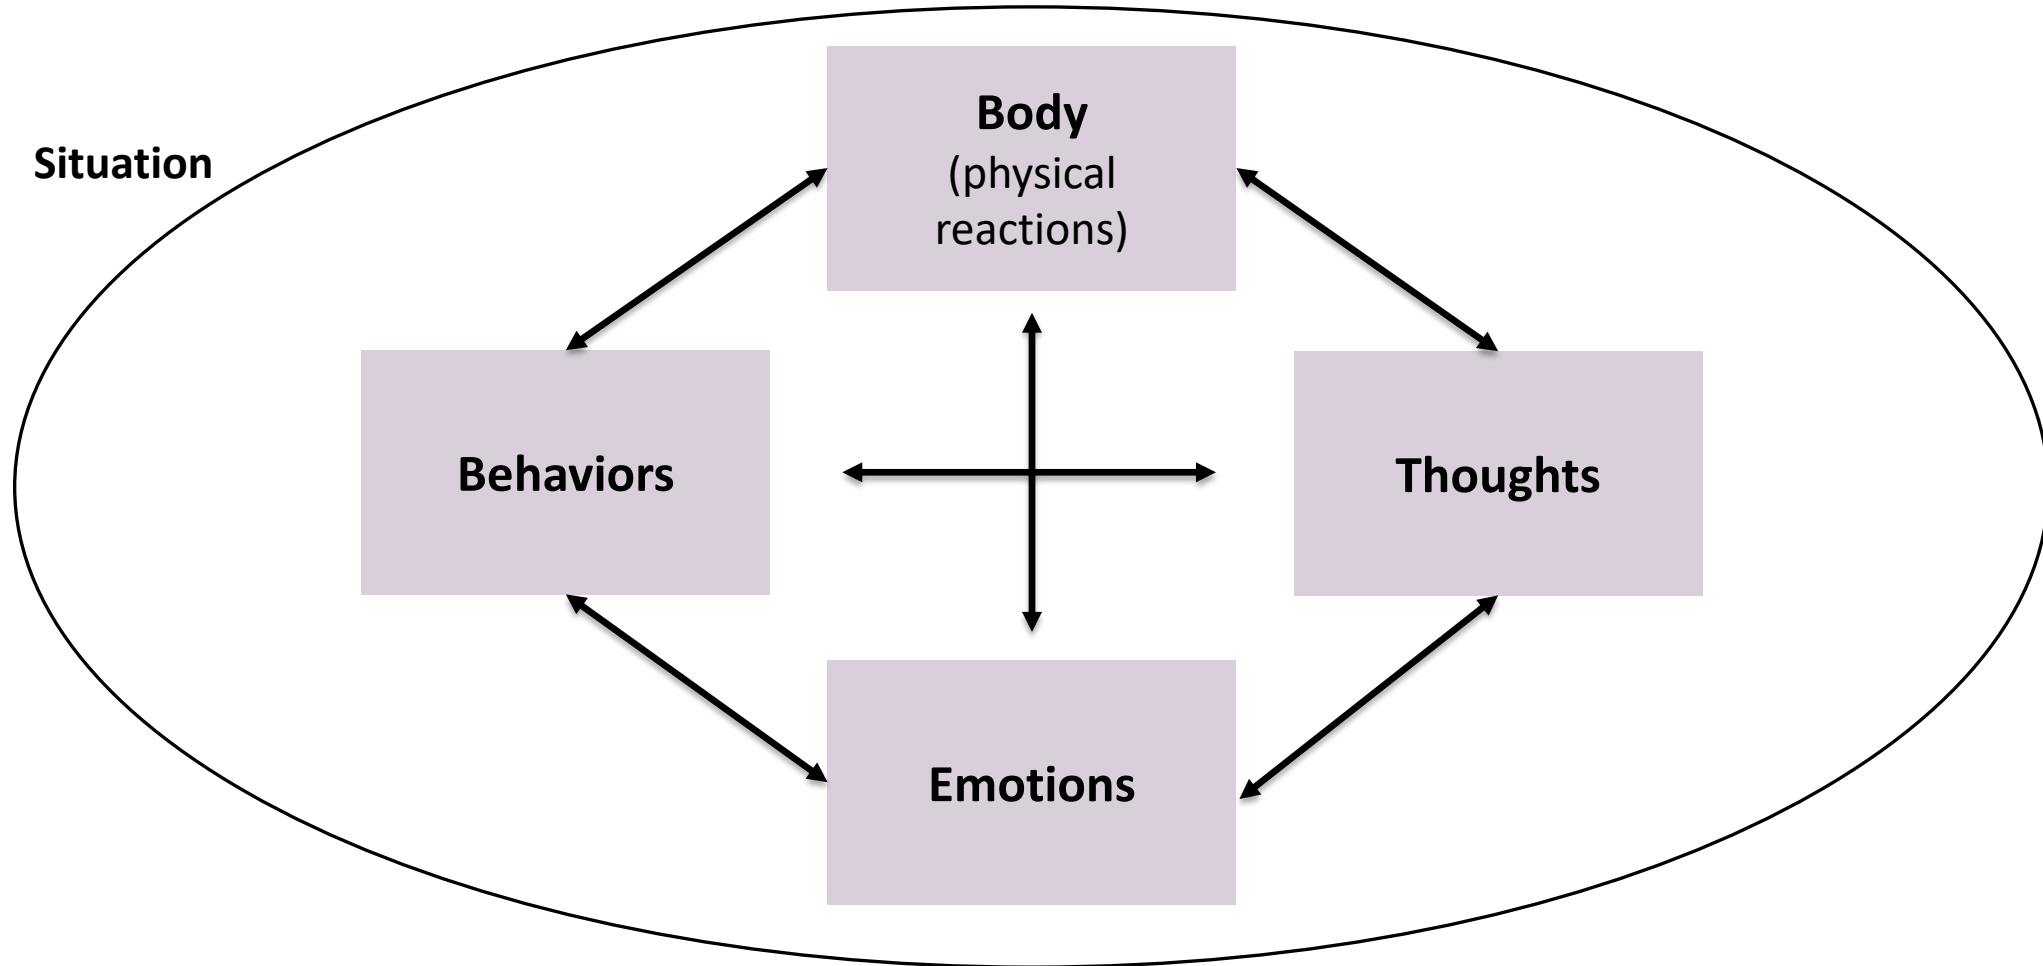 Situation
Body
(physical
reactions)
Behaviors
Thoughts
Emotions